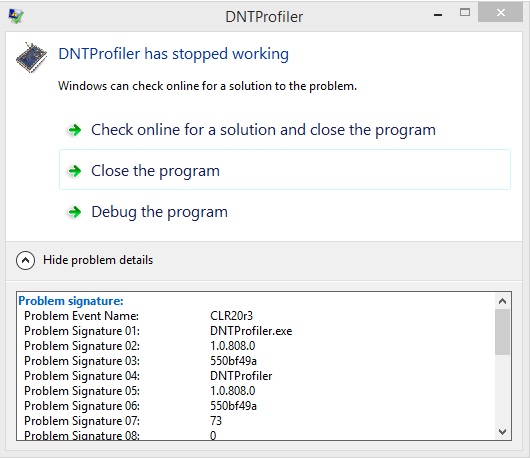 DNTProfiler
DNTProfiler has stopped working
Windows can check online for a solution to the problem.
Check online for a solution and close the program
Close the program
Debug the program
Hide problem details
Problem signature:
Problem Event Name: CLR20r3
Problem Signature 01: DNTProfiler.exe
Problem Signature 02: 1.0.808.0
Problem Signature 03: 550bf49a
Problem Signature 04: DNTProfiler
Problem Signature 05: 1.0.808.0
Problem Signature 06: 550bf49a
Problem Signature 07: 73
Problem Signature 08: 0